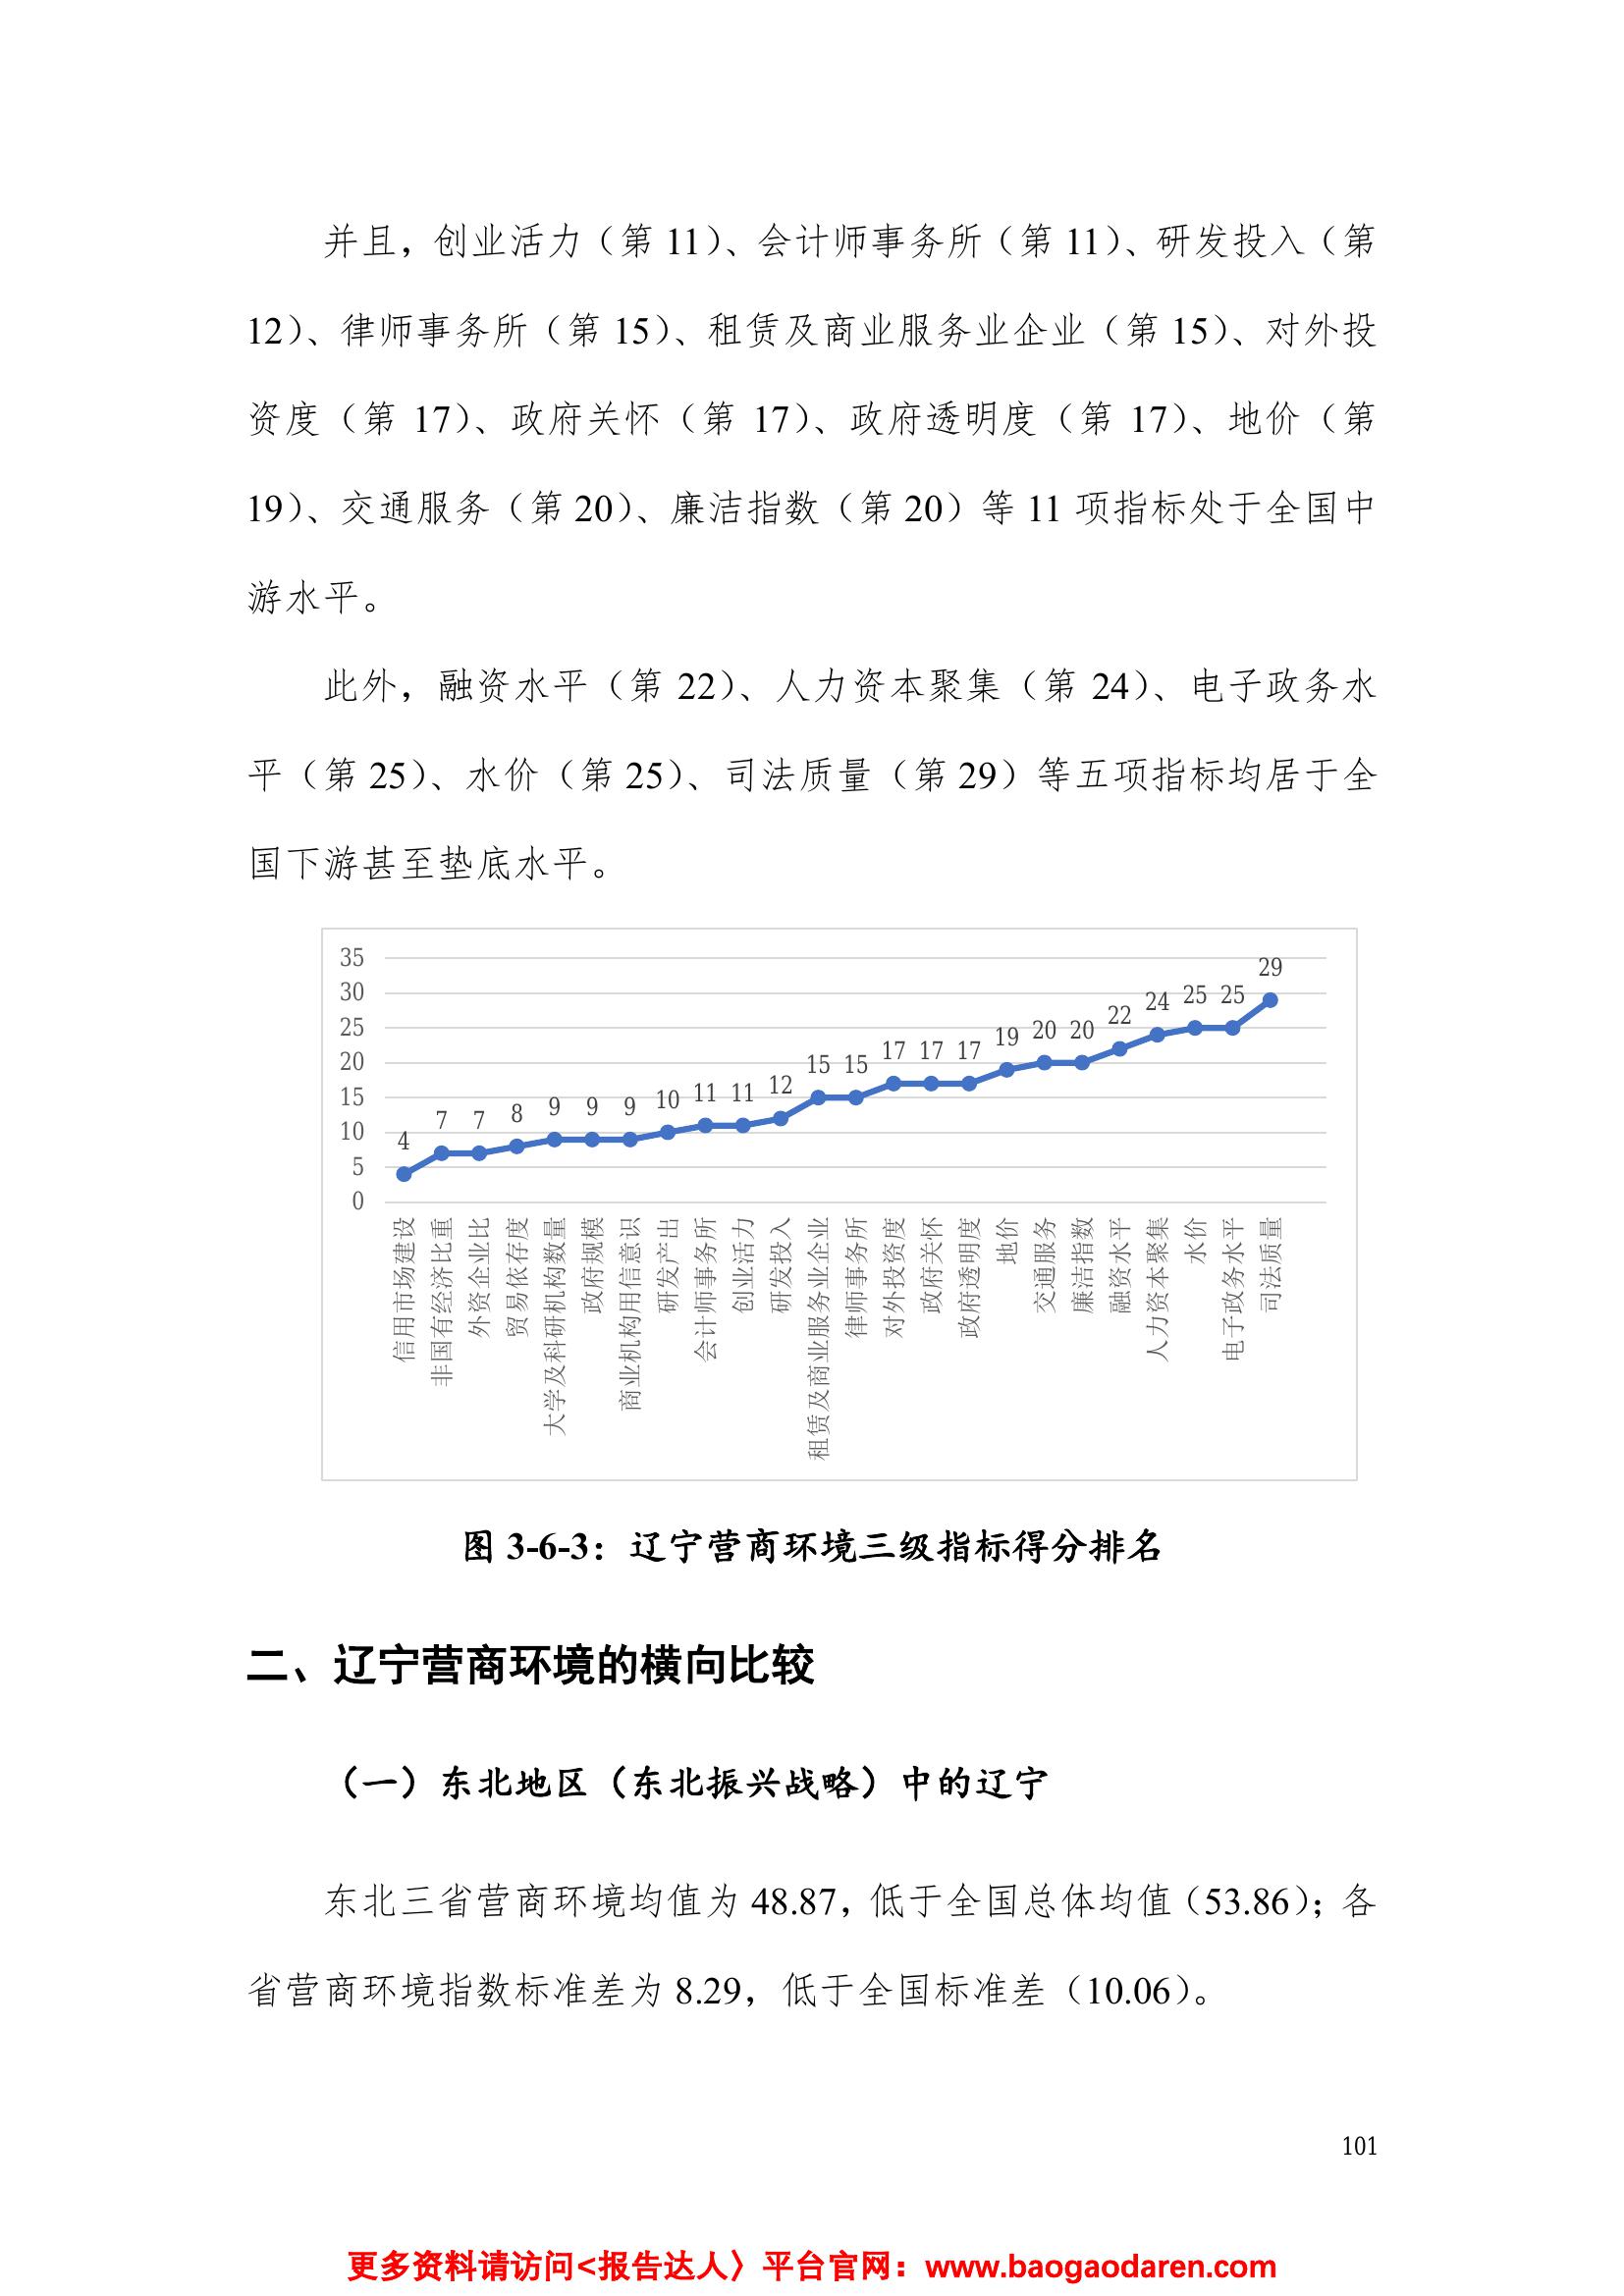 并且，创业活力（第 11）、会计师事务所（第 11）、研发投入（第
12）、律师事务所（第 15）、租赁及商业服务业企业（第 15）、对外投
资度（第 17）、政府关怀（第 17）、政府透明度（第 17）、地价（第
19）、交通服务（第 20）、廉洁指数（第 20）等 11 项指标处于全国中
游水平。
此外，融资水平（第 22）、人力资本聚集（第 24）、电子政务水
平（第 25）、水价（第 25）、司法质量（第 29）等五项指标均居于全
国下游甚至垫底水平。
35
30
25
20
15
10
5
0
4
7
7
8
9
9
9
10
11
11
12
15
15
17
17
17
19
20
20
22
24
25
25
29
信用市场建设
非国有经济比重
外资企业比
贸易依存度
大学及科研机构数量
政府规模
商业机构用信意识
研发产出
会计师事务所
创业活力
研发投入
租赁及商业服务业企业
律师事务所
对外投资度
政府关怀
政府透明度
地价
交通服务
廉洁指数
融资水平
人力资本聚集
水价
电子政务水平
司法质量
图 3-6-3：辽宁营商环境三级指标得分排名
二、辽宁营商环境的横向比较
（一）东北地区（东北振兴战略）中的辽宁
东北三省营商环境均值为 48.87，低于全国总体均值（53.86）；各
省营商环境指数标准差为 8.29，低于全国标准差（10.06）。
101
更多资料请访问<报告达人〉平台官网：www.baogaodaren.com